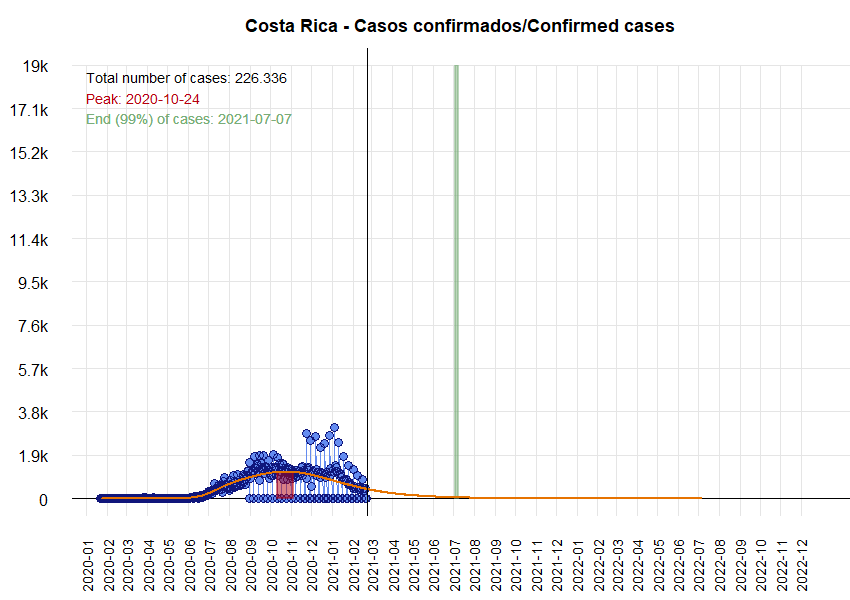 Costa Rica - Casos confirmados/Confirmed cases
Total number of cases: 226.336
Peak: 2020-10-24
End (99%) of cases: 2021-07-07
19k
17.1k
15.2k
13.3k
11.4k
9.5k
7.6k
5.7k
3.8k
1.9k
0
2020-01
2020-02
2020-03
2020-04
2020-05
2020-06
2020-07
2020-08
2020-09
2020-10
2020-11
2020-12
2021-01
2021-02
2021-03
2021-04
2021-05
2021-06
2021-07
2021-08
2021-09
2021-10
2021-11
2021-12
2022-01
2022-02
2022-03
2022-04
2022-05
2022-06
2022-07
2022-08
2022-09
2022-10
2022-11
2022-12